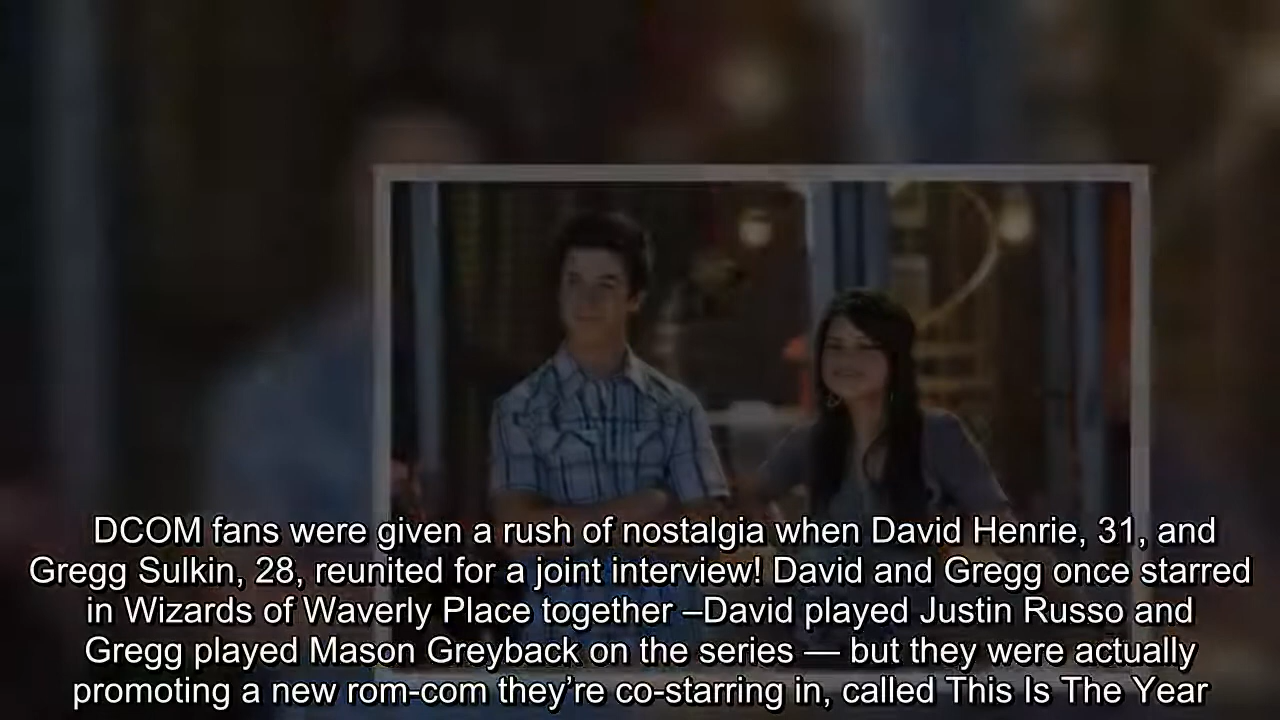 DCOM fans were given a rush of nostalgia when David Henrie, 31, and
Gregg Sulkin, 28, reunited for a joint interview! David and Gregg once starred
in Wizards of Waverly Place together –David played Justin Russo and
Gregg played Mason Greyback on the series — but they were actually
promoting a new rom-com they’re co-starring in, called This Is The Year